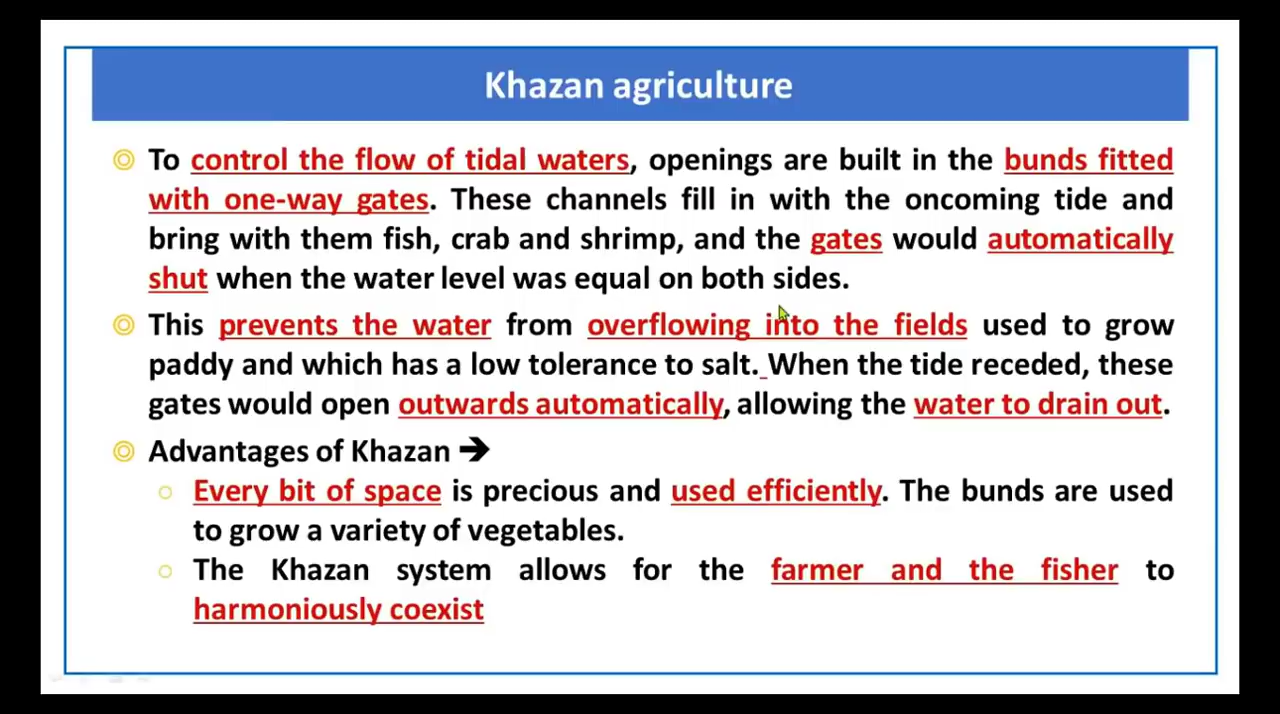 Khazan agriculture
To control the flow of tidal waters, openings are built in the bunds fitted
with one-way gates. These channels fill in with the oncoming tide and
bring with them fish, crab and shrimp, and the gates would automatically
shut when the water level was equal on both sides.
This prevents the water from overflowing into the fields used to grow
paddy and which has a low tolerance to salt. When the tide receded, these
gates would open outwards automatically, allowing the water to drain out.
Advantages of Khazan ➔
Every bit of space is precious and used efficiently. The bunds are used
to grow a variety of vegetables.
The Khazan system allows for the farmer and the fisher to
harmoniously coexist